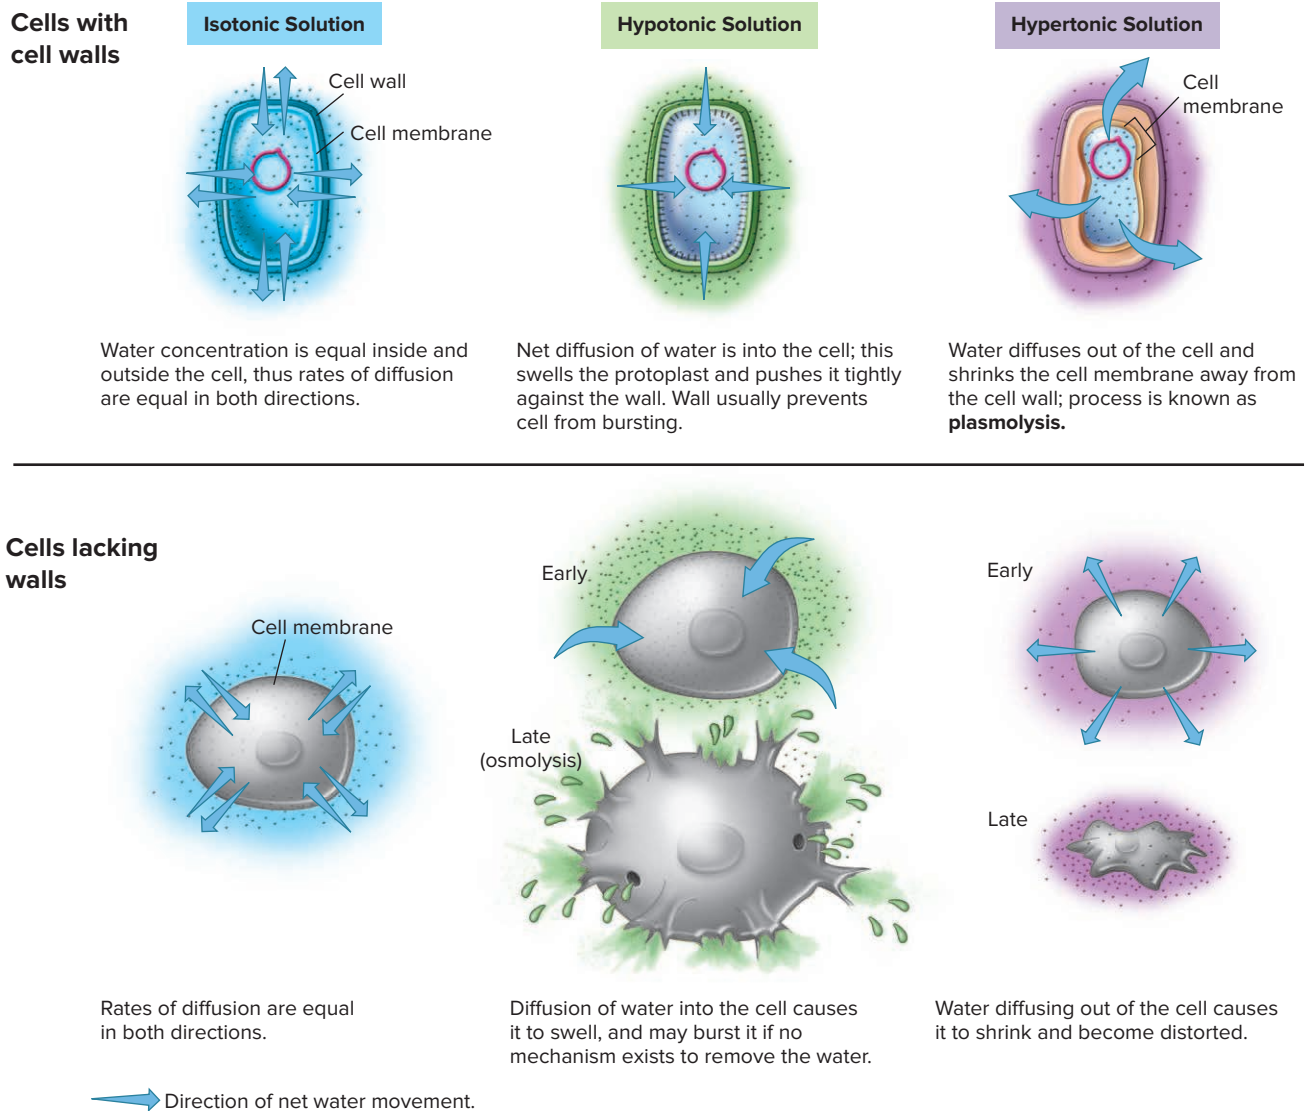 Cells with
cell walls
Isotonic Solution
Hypotonic Solution
Hypertonic Solution
Cell wall
Cell membrane
Cell
membrane
Water concentration is equal inside and
outside the cell, thus rates of diffusion
are equal in both directions.
Net diffusion of water is into the cell; this
swells the protoplast and pushes it tightly
against the wall. Wall usually prevents
cell from bursting.
Water diffuses out of the cell and
shrinks the cell membrane away from
the cell wall; process is known as
plasmolysis.
Cells lacking
walls
Cell membrane
Early
Late
(osmolysis)
Early
Late
Rates of diffusion are equal
in both directions.
Diffusion of water into the cell causes
it to swell, and may burst it if no
mechanism exists to remove the water.
Water diffusing out of the cell causes
it to shrink and become distorted.
Direction of net water movement.